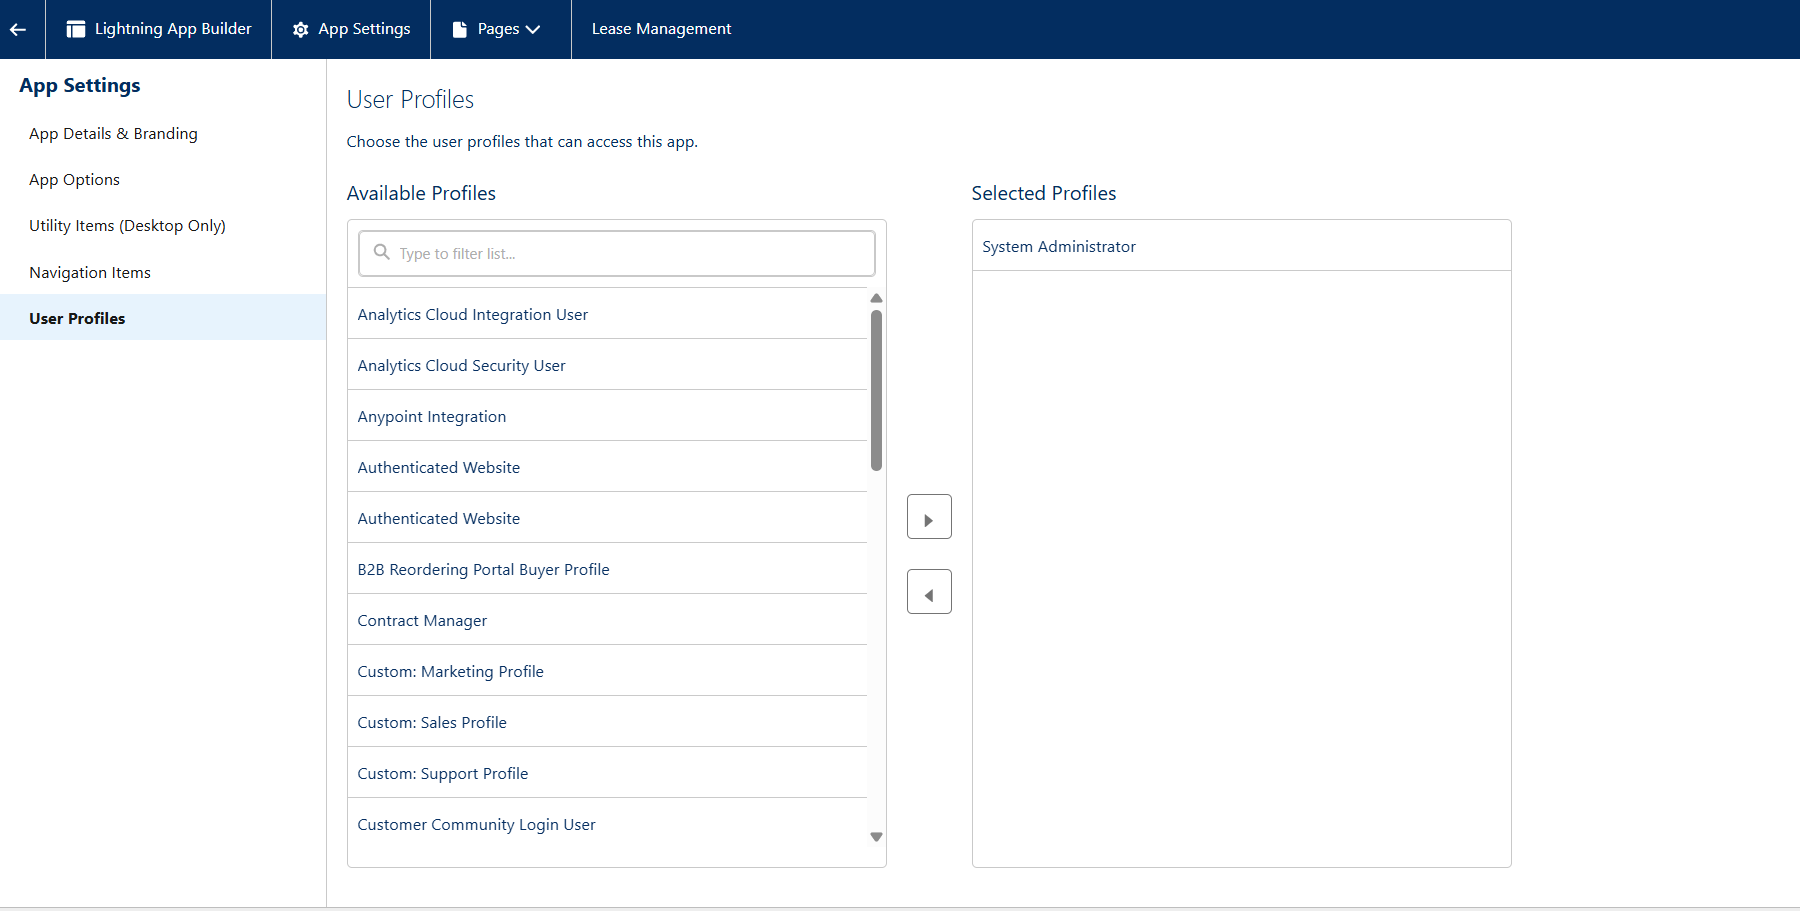 Lightning App Builder
App Settings
Pages
Lease Management
App Settings
App Details & Branding
App Options
Utility Items (Desktop Only)
Navigation Items
User Profiles
User Profiles
Choose the user profiles that can access this app.
Available Profiles
Type to filter list...
Analytics Cloud Integration User
Analytics Cloud Security User
Anypoint Integration
Authenticated Website
Authenticated Website
B2B Reordering Portal Buyer Profile
Contract Manager
Custom: Marketing Profile
Custom: Sales Profile
Custom: Support Profile
Customer Community Login User
Selected Profiles
System Administrator